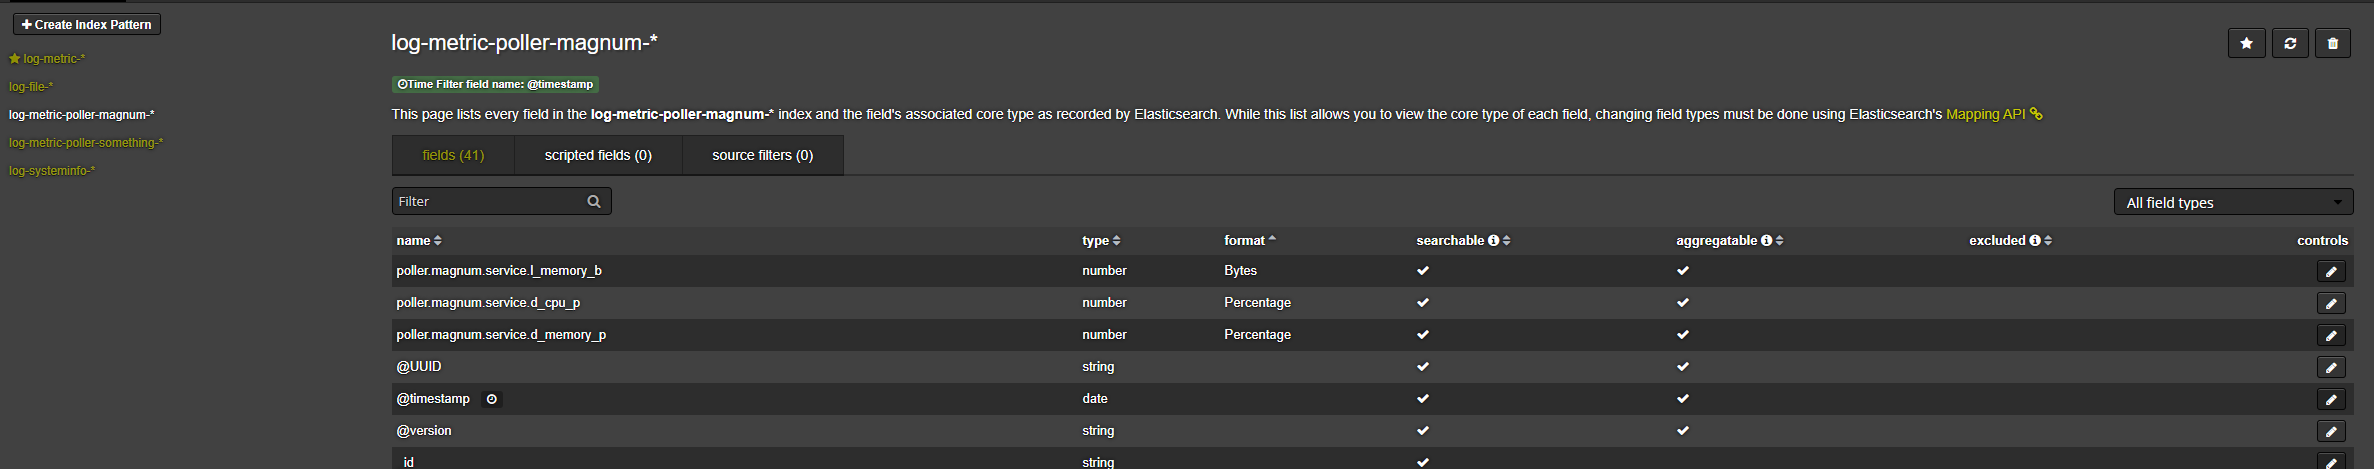 Create Index Pattern
log-metric-*
log-file-*
log-metric-poller-magnum-*
log-metric-poller-something-*
log-systeminfo-*
log-metric-poller-magnum-*
Time Filter field name: @timestamp
This page lists every field in the log-metric-poller-magnum-* index and the field's associated core type as recorded by Elasticsearch. While this list allows you to view the core type of each field, changing field types must be done using Elasticsearch's Mapping API
fields (41) scripted fields (0) source filters (0)
Filter All field types
name type format searchable aggregatable excluded controls
poller.magnum.service.l_memory_b number Bytes
poller.magnum.service.d_cpu_p number Percentage
poller.magnum.service.d_memory_p number Percentage
@UUID string
@timestamp date
@version string
_id string